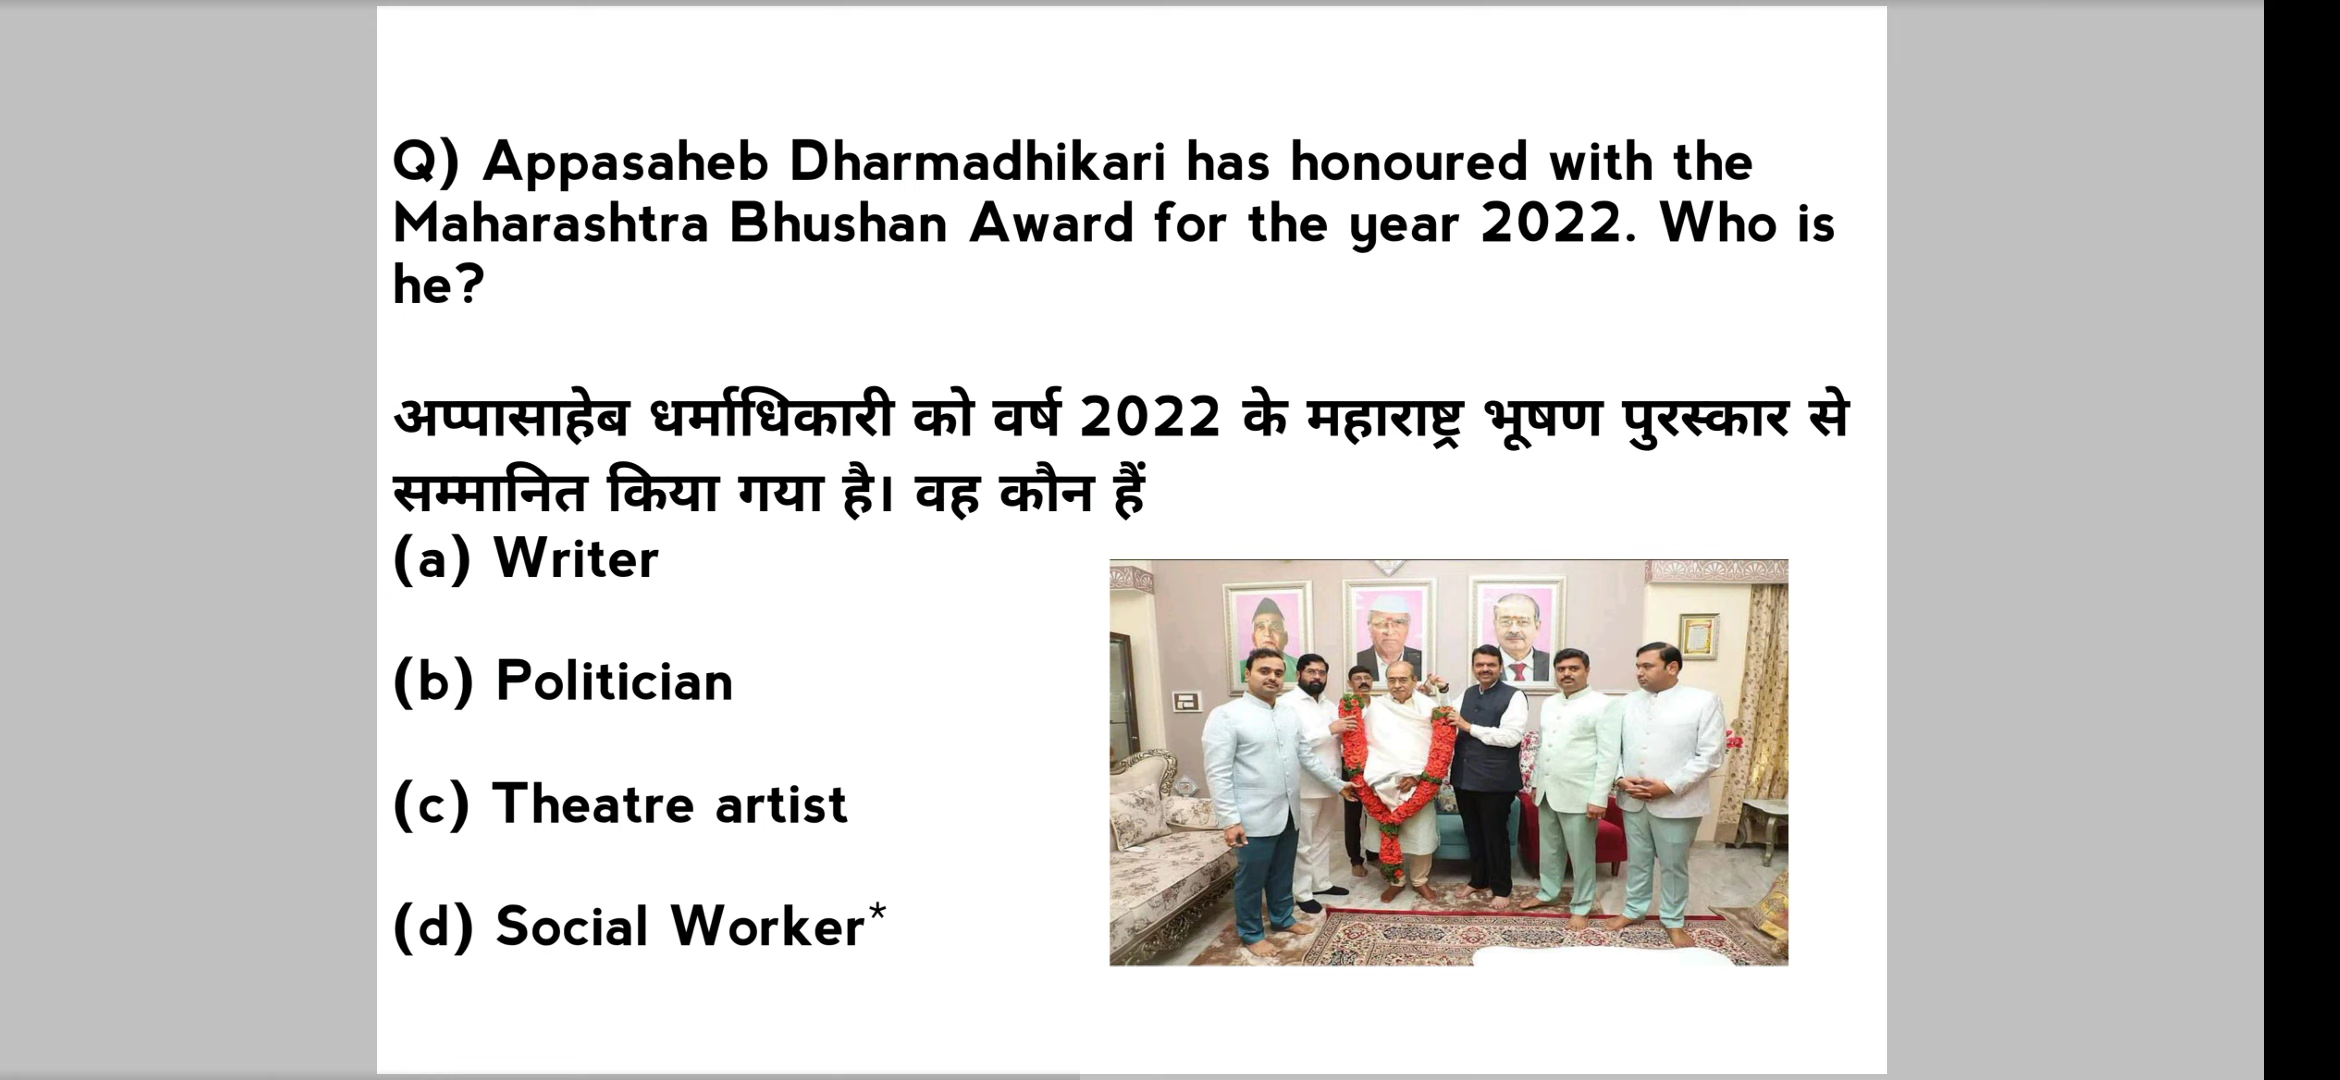 Q) Appasaheb Dharmadhikari has honoured with the
Maharashtra Bhushan Award for the year 2022. Who is
he?
अप्पासाहेब धर्माधिकारी को वर्ष 2022 के महाराष्ट्र भूषण पुरस्कार से
सम्मानित किया गया है। वह कौन हैं
(a) Writer
(b) Politician
(c) Theatre artist
(d) Social Worker*